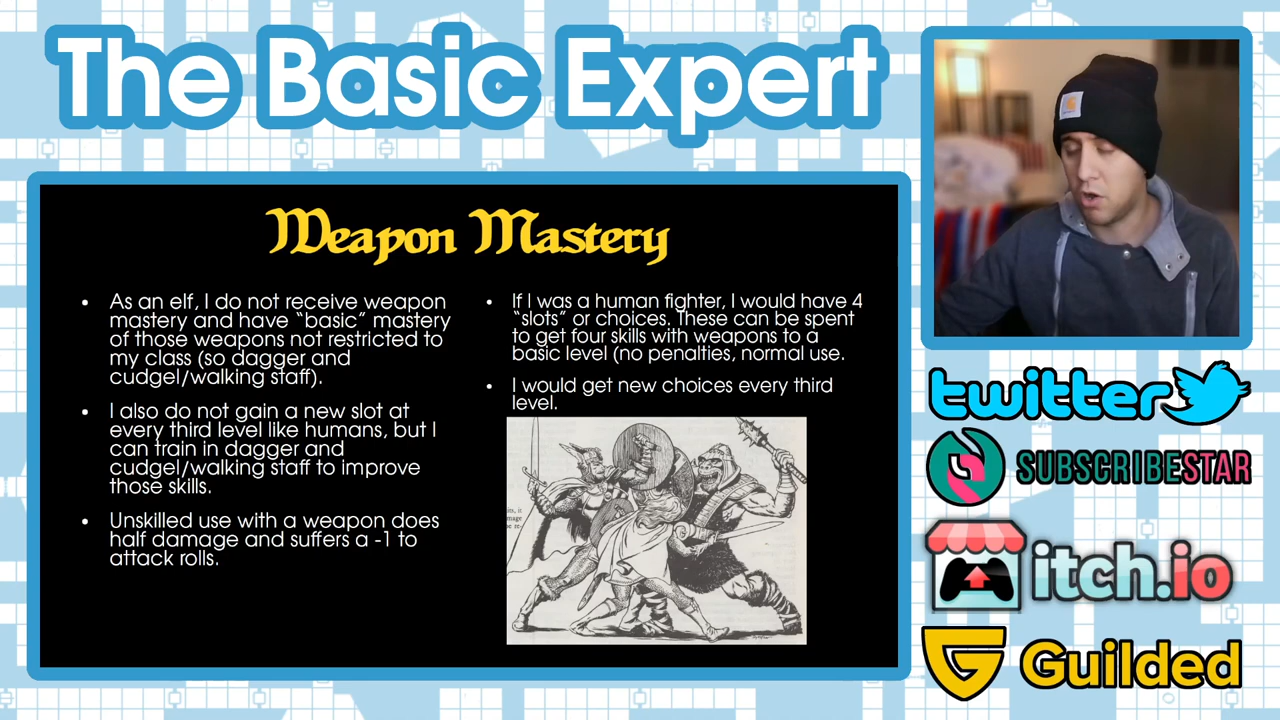 The Basic Expert
Weapon Mastery
• As an elf, I do not receive weapon
mastery and have “basic” mastery
of those weapons not restricted to
my class (so dagger and
cudgel/walking staff).
• I also do not gain a new slot at
every third level like humans, but I
can train in dagger and
cudgel/walking staff to improve
those skills.
• Unskilled use with a weapon does
half damage and suffers a -1 to
attack rolls.
• If I was a human fighter, I would have 4
“slots” or choices. These can be spent
to get four skills with weapons to a
basic level (no penalties, normal use.
• I would get new choices every third
level.
twitter
SUBSCRIBESTAR
itch.io
Guilded